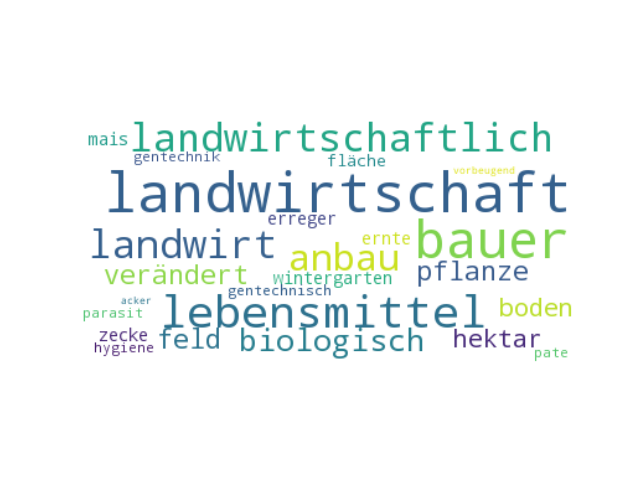 mais landwirtschaftlich
gentechnik fläche
vorbeugend
landwirtschaft
erreger
landwirt anbau ernte bauer
verändert wintergarten pflanze
gentechnisch
acker
parasit lebensmittel boden
zecke feld biologisch hektar
hygiene pate